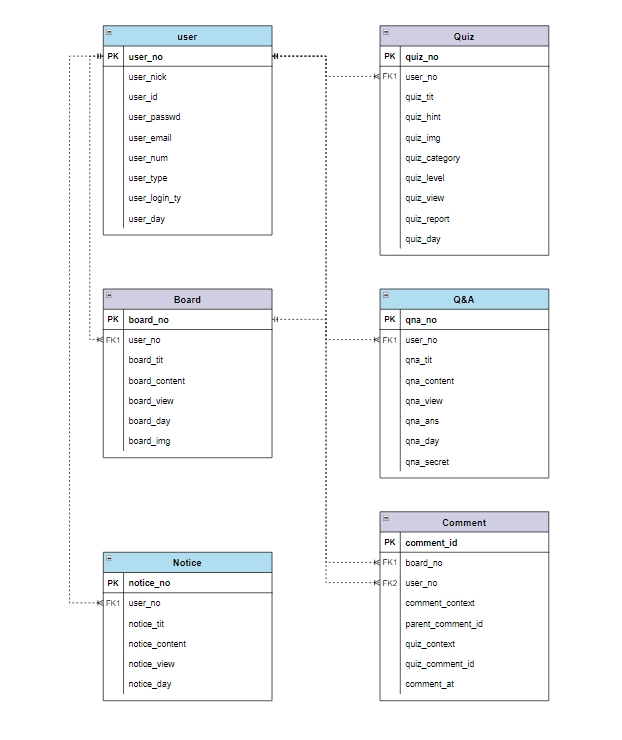 user
PK user_no
user_nick
user_id
user_passwd
user_email
user_num
user_type
user_login_ty
user_day
Quiz
PK quiz_no
FK1 user_no
quiz_tit
quiz_hint
quiz_img
quiz_category
quiz_level
quiz_view
quiz_report
quiz_day
Board
PK board_no
FK1 user_no
board_tit
board_content
board_view
board_day
board_img
Q&A
PK qna_no
FK1 user_no
qna_tit
qna_content
qna_view
qna_ans
qna_day
qna_secret
Notice
PK notice_no
FK1 user_no
notice_tit
notice_content
notice_view
notice_day
Comment
PK comment_id
FK1 board_no
FK2 user_no
comment_context
parent_comment_id
quiz_context
quiz_comment_id
comment_at